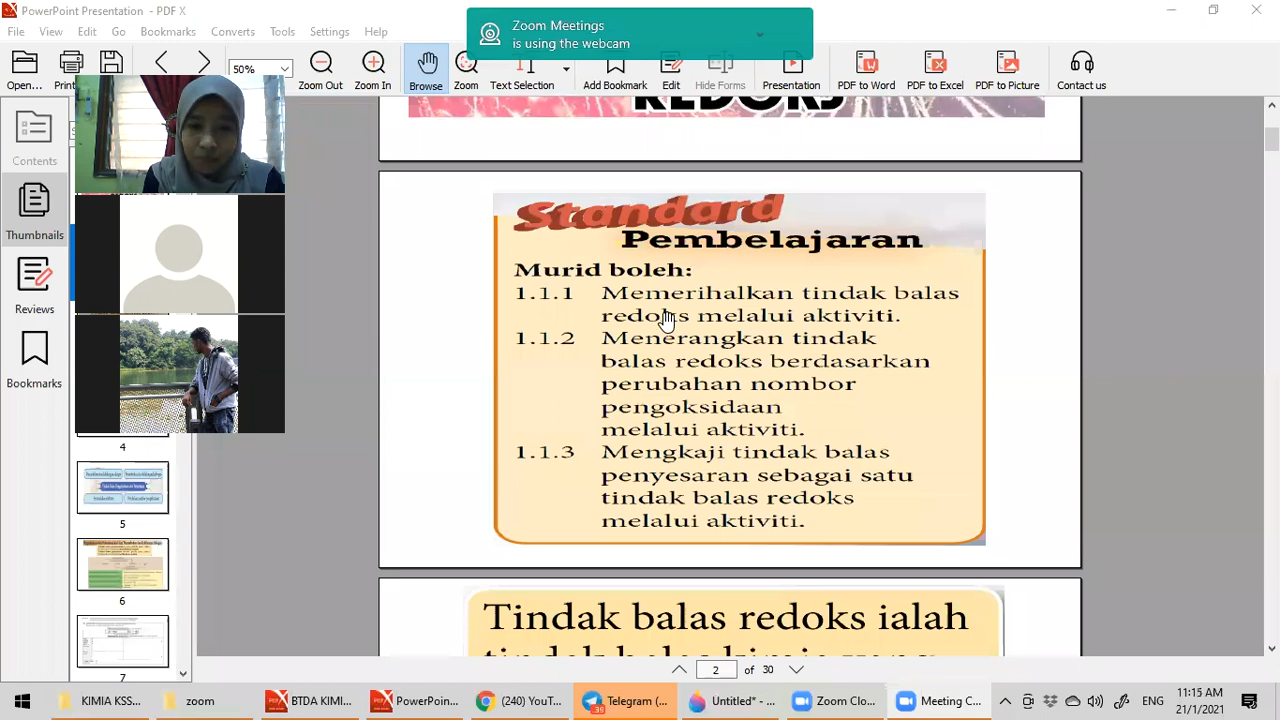 PowerPoint Presentation - PDF X
Zoom Meetings
is using the webcam
File View Edit Go Bookmarks Converts Tools Settings Help
50%
Open... Print Zoom Out Zoom In Browse Zoom Text Selection Add Bookmark Edit Hide Forms Presentation PDF to Word PDF to Excel PDF to Picture Contact us
REDOKS
Contents
Thumbnails
Reviews
Bookmarks
Standard
Pembelajaran
Murid boleh:
1.1.1 Memerihalkan tindak balas
redoks melalui aktiviti.
1.1.2 Menerangkan tindak
balas redoks berdasarkan
perubahan nombor
pengoksidaan
melalui aktiviti.
1.1.3 Mengkaji tindak balas
penyesaran sebagai satu
tindak balas redoks
melalui aktiviti.
4
5
6
7
Tindak balas redoks ialah
tindak balas kimia yang
2 of 30
KIMIA KSS...
zoom
BTDA KIMI...
PowerPoin...
(240) YouT...
Telegram (...
Untitled* - ...
Zoom Clo...
Meeting C...
ENG
11:15 AM
21/1/2021